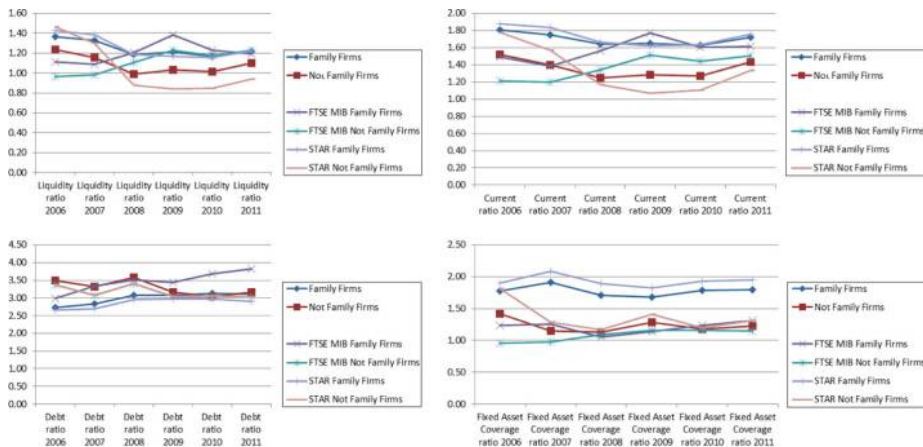 1.60
1.40
1.20
1.00
0.80
0.60
0.40
0.20
0.00
Liquidity Liquidity Liquidity Liquidity Liquidity Liquidity
ratio ratio ratio ratio ratio ratio
2006 2007 2008 2009 2010 2011
Family Firms
Not Family Firms
FTSE MIB Family Firms
FTSE MIB Not Family Firms
STAR Family Firms
STAR Not Family Firms
2.00
1.80
1.60
1.40
1.20
1.00
0.80
0.60
0.40
0.20
0.00
Current Current Current Current Current Current
ratio 2006 ratio 2007 ratio 2008 ratio 2009 ratio 2010 ratio 2011
Family Firms
Not Family Firms
FTSE MIB Family Firms
FTSE MIB Not Family Firms
STAR Family Firms
STAR Not Family Firms
4.50
4.00
3.50
3.00
2.50
2.00
1.50
1.00
0.50
0.00
Debt Debt Debt Debt Debt Debt
ratio ratio ratio ratio ratio ratio
2006 2007 2008 2009 2010 2011
Family Firms
Not Family Firms
FTSE MIB Family Firms
FTSE MIB Not Family Firms
STAR Family Firms
STAR Not Family Firms
2.50
2.00
1.50
1.00
0.50
0.00
Fixed Asset Fixed Asset Fixed Asset Fixed Asset Fixed Asset Fixed Asset
Coverage Coverage Coverage Coverage Coverage Coverage
ratio 2006 ratio 2007 ratio 2008 ratio 2009 ratio 2010 ratio 2011
Family Firms
Not Family Firms
FTSE MIB Family Firms
FTSE MIB Not Family Firms
STAR Family Firms
STAR Not Family Firms